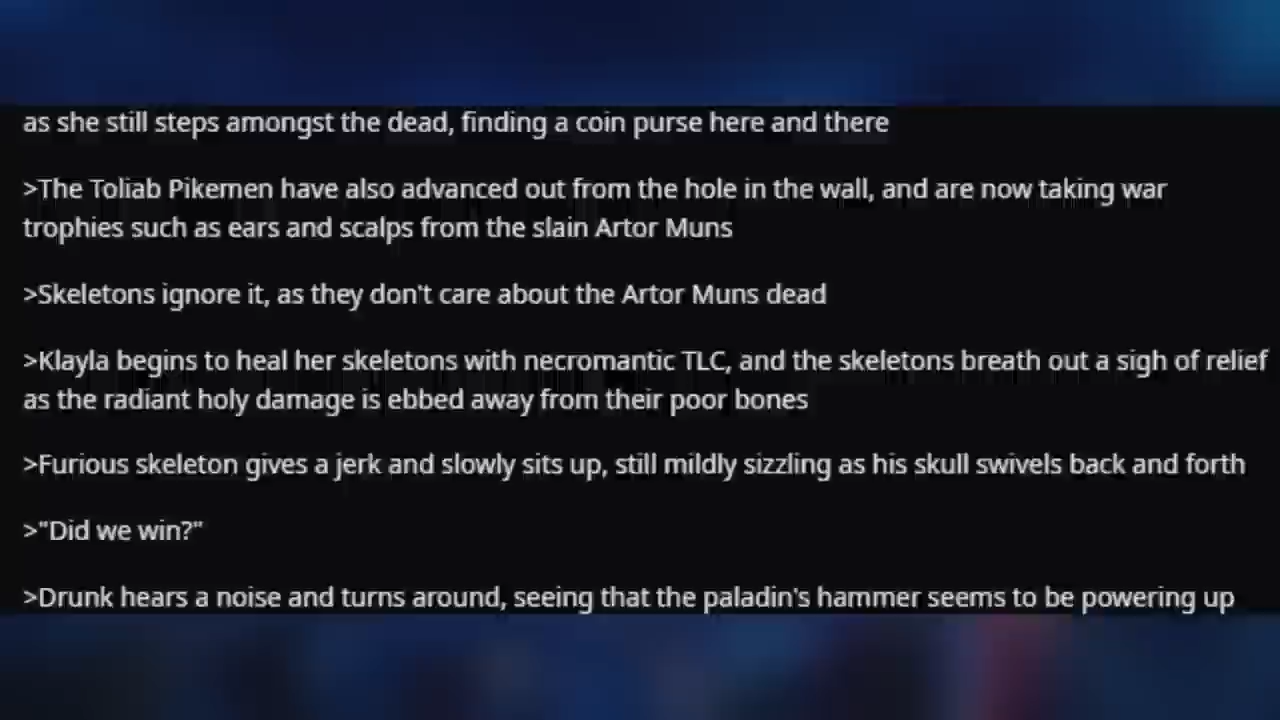 as she still steps amongst the dead, finding a coin purse here and there
>The Toliab Pikemen have also advanced out from the hole in the wall, and are now taking war
trophies such as ears and scalps from the slain Artor Muns
>Skeletons ignore it, as they don't care about the Artor Muns dead
>Klayla begins to heal her skeletons with necromantic TLC, and the skeletons breath out a sigh of relief
as the radiant holy damage is ebbed away from their poor bones
>Furious skeleton gives a jerk and slowly sits up, still mildly sizzling as his skull swivels back and forth
>"Did we win?"
>Drunk hears a noise and turns around, seeing that the paladin's hammer seems to be powering up